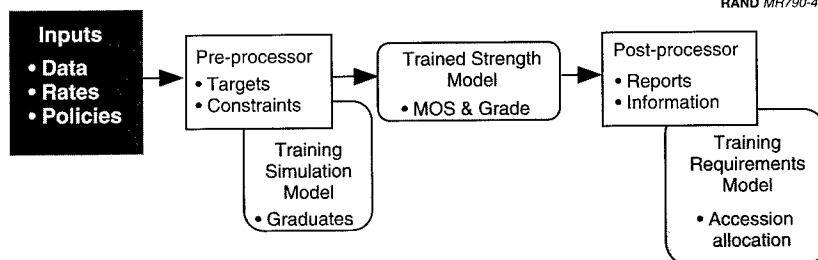 RAND MR790-4
Inputs
• Data
• Rates
• Policies
Pre-processor
• Targets
• Constraints
Training
Simulation
Model
• Graduates
Trained Strength
Model
• MOS & Grade
Post-processor
• Reports
• Information
Training
Requirements
Model
• Accession
allocation